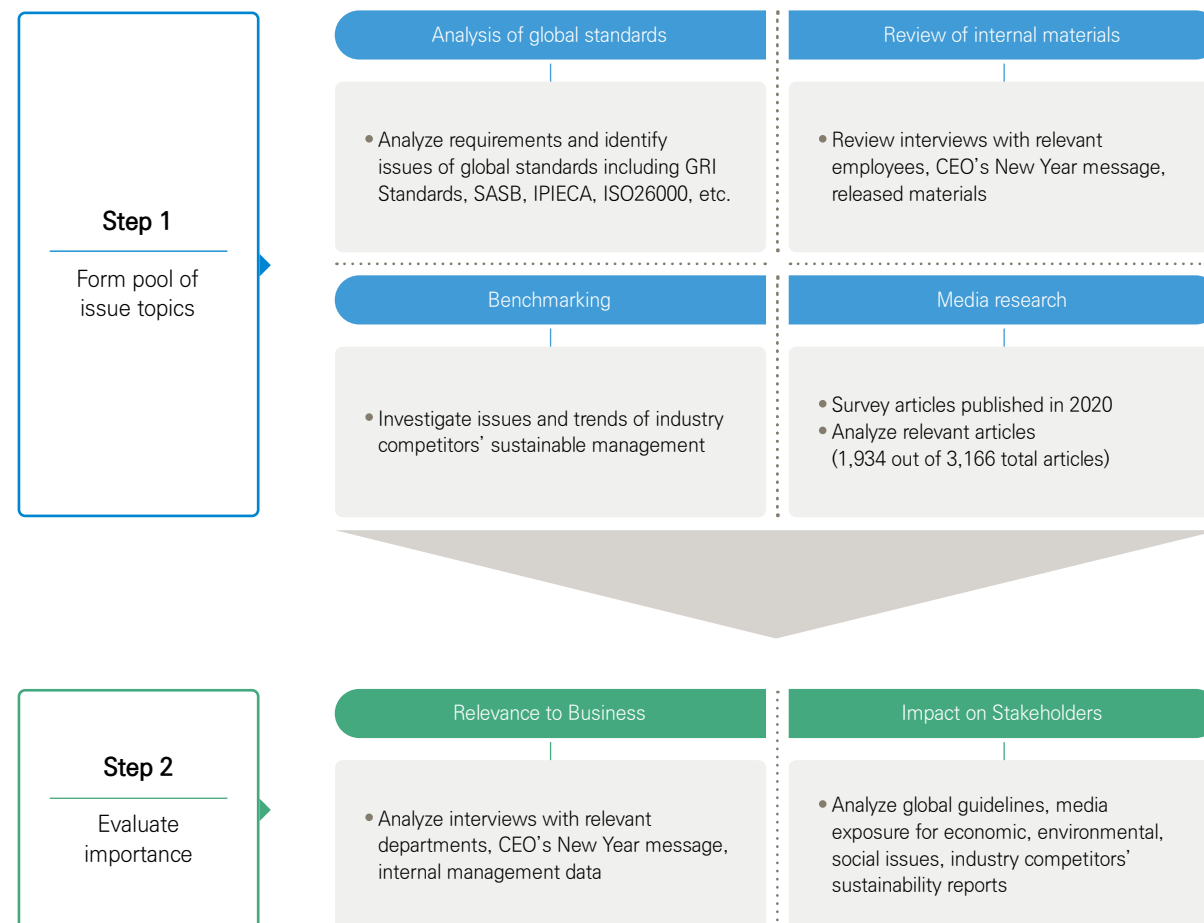 Step 1
Form pool of
issue topics
Analysis of global standards
• Analyze requirements and identify
issues of global standards including GRI
Standards, SASB, IPIECA, ISO26000, etc.
Review of internal materials
• Review interviews with relevant
employees, CEO's New Year message,
released materials
Benchmarking
• Investigate issues and trends of industry
competitors' sustainable management
Media research
• Survey articles published in 2020
• Analyze relevant articles
(1,934 out of 3,166 total articles)
Step 2
Evaluate
importance
Relevance to Business
• Analyze interviews with relevant
departments, CEO's New Year message,
internal management data
Impact on Stakeholders
• Analyze global guidelines, media
exposure for economic, environmental,
social issues, industry competitors'
sustainability reports